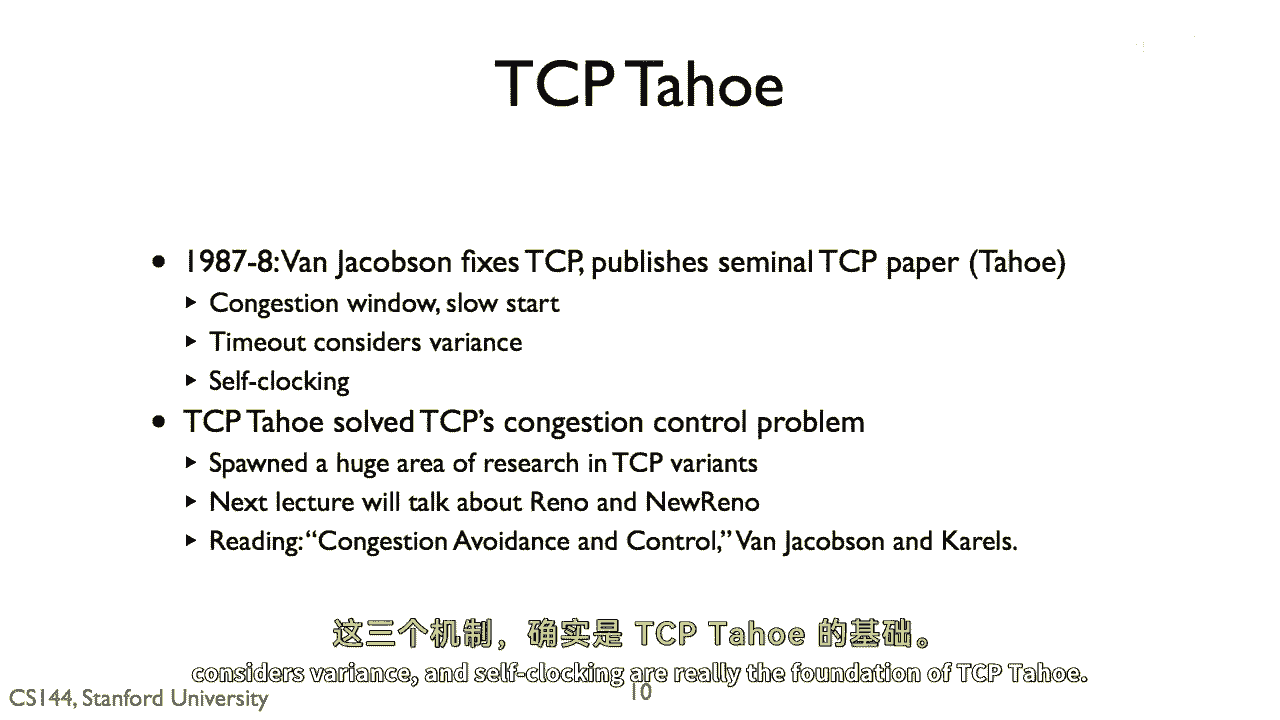 TCP Tahoe
• 1987-8: Van Jacobson fixes TCP, publishes seminal TCP paper (Tahoe)
▸ Congestion window, slow start
▸ Timeout considers variance
▸ Self-clocking
• TCP Tahoe solved TCP's congestion control problem
▸ Spawned a huge area of research in TCP variants
▸ Next lecture will talk about Reno and NewReno
▸ Reading: “Congestion Avoidance and Control,” Van Jacobson and Karels.
这三个机制，确实是 TCP Tahoe 的基础。
considers variance, and self-clocking are really the foundation of TCP Tahoe.
CS144, Stanford University
10